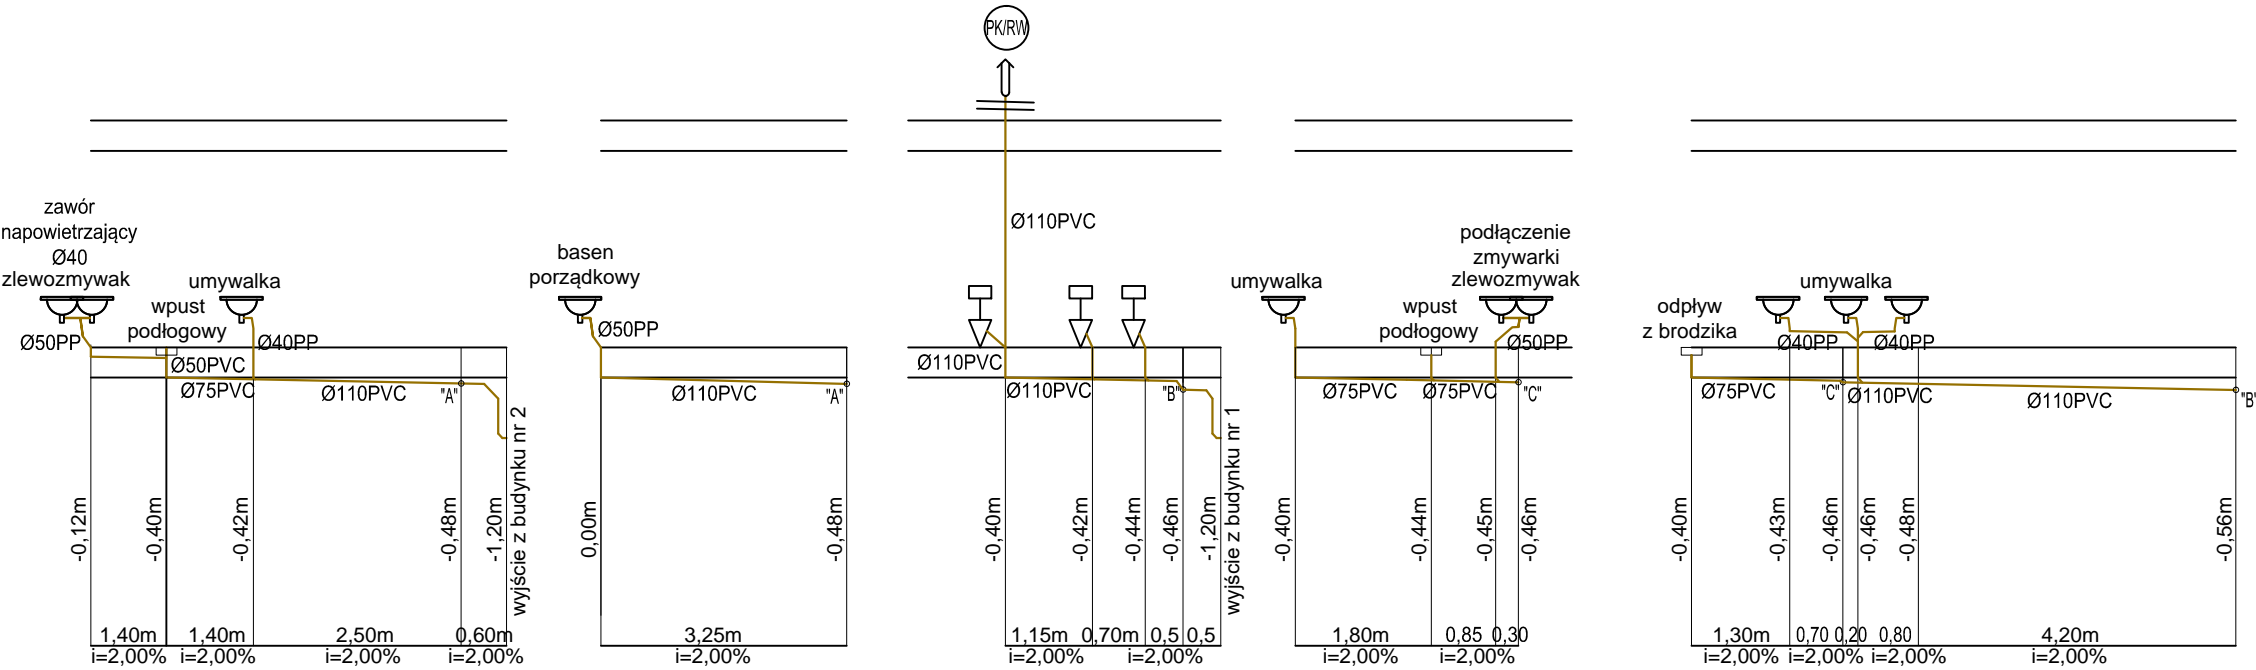 PK/RW
zawór
napowietrzający
Ø40
zlewozmywak
umywalka
wpust
podłogowy
Ø50PP
Ø40PP
Ø50PVC
Ø75PVC
Ø110PVC
"A"
wyjście z budynku nr 2
-0,12m
-0,40m
-0,42m
-0,48m
-1,20m
1,40m
1,40m
2,50m
0,60m
i=2,00%
i=2,00%
i=2,00%
i=2,00%
basen
porządkowy
Ø50PP
Ø110PVC
"A"
0,00m
-0,48m
3,25m
i=2,00%
Ø110PVC
Ø110PVC
Ø110PVC
"B"
wyjście z budynku nr 1
-0,40m
-0,42m
-0,44m
-0,46m
-1,20m
1,15m
0,70m
0,5
0,5
i=2,00%
i=2,00%
umywalka
wpust
podłogowy
podłączenie
zmywarki
zlewozmywak
Ø50PP
Ø75PVC
Ø75PVC
"C"
-0,40m
-0,44m
-0,45m
-0,46m
1,80m
0,85
0,30
i=2,00%
i=2,00%
odpływ
z brodzika
umywalka
Ø40PP
Ø40PP
Ø75PVC
"C"
Ø110PVC
Ø110PVC
"B"
-0,40m
-0,43m
-0,46m
-0,46m
-0,48m
-0,56m
1,30m
0,70
0,20
0,80
4,20m
i=2,00%
i=2,00%
i=2,00%
i=2,00%